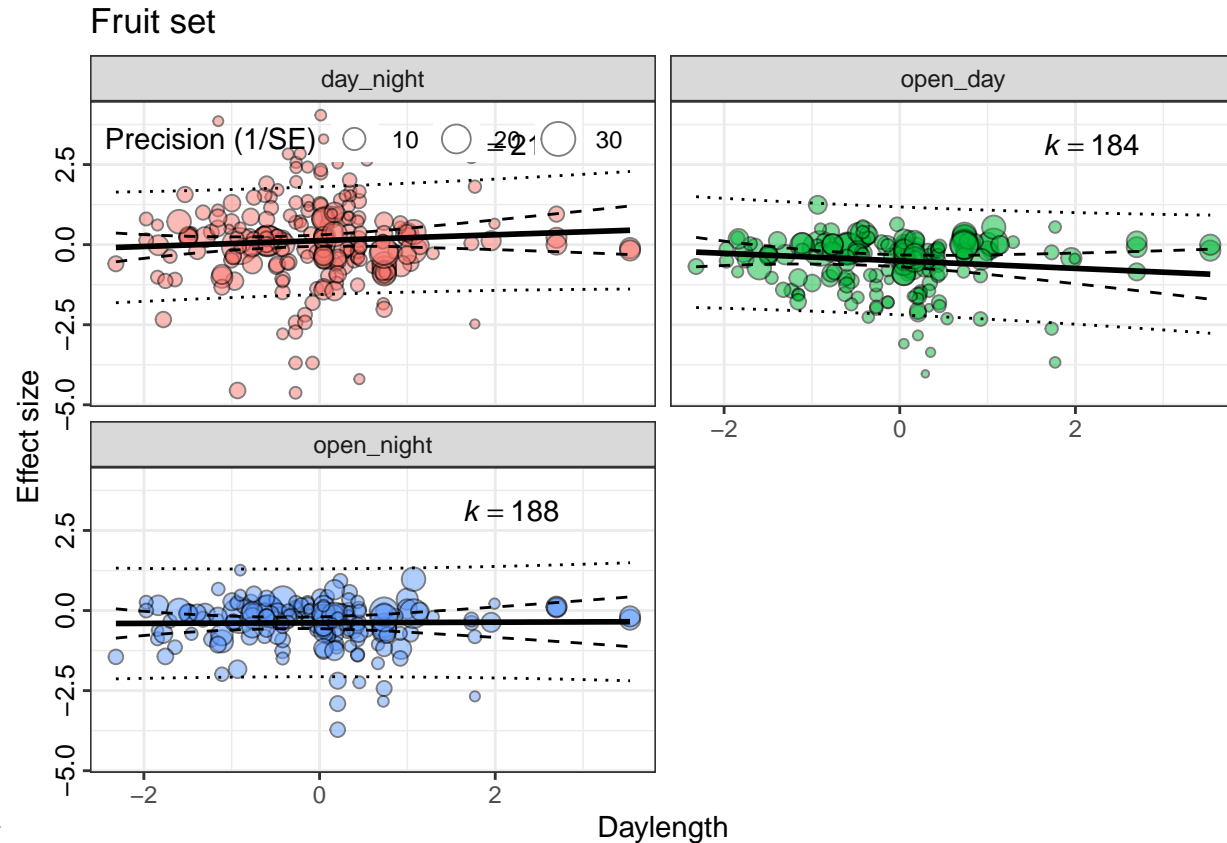 Fruit set
day_night
open_day
Precision (1/SE) 10 20 30
k = 184
2.5
0.0
−2.5
−5.0
−2 0 2
Effect size
open_night
k = 188
2.5
0.0
−2.5
−5.0
−2 0 2
Daylength